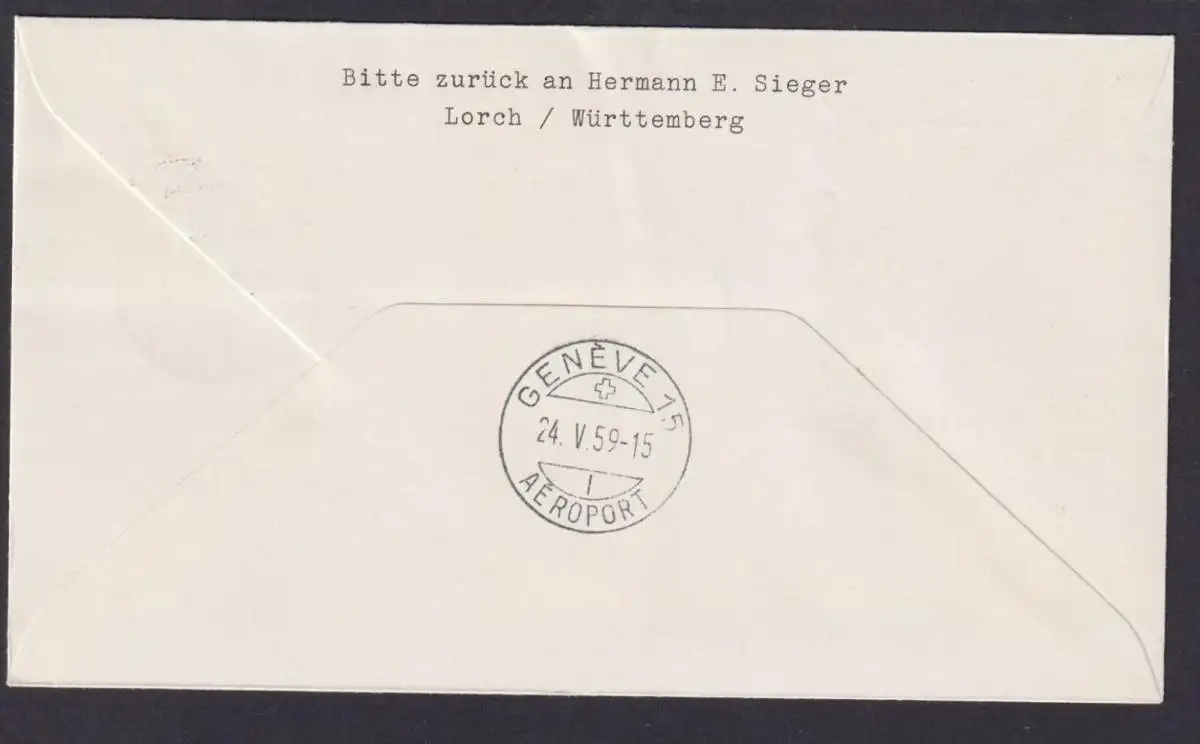 Bitte zurück an Hermann E. Sieger
Lorch / Württemberg
GENÈVE 15
24. V. 59-15
1
AÉROPORT